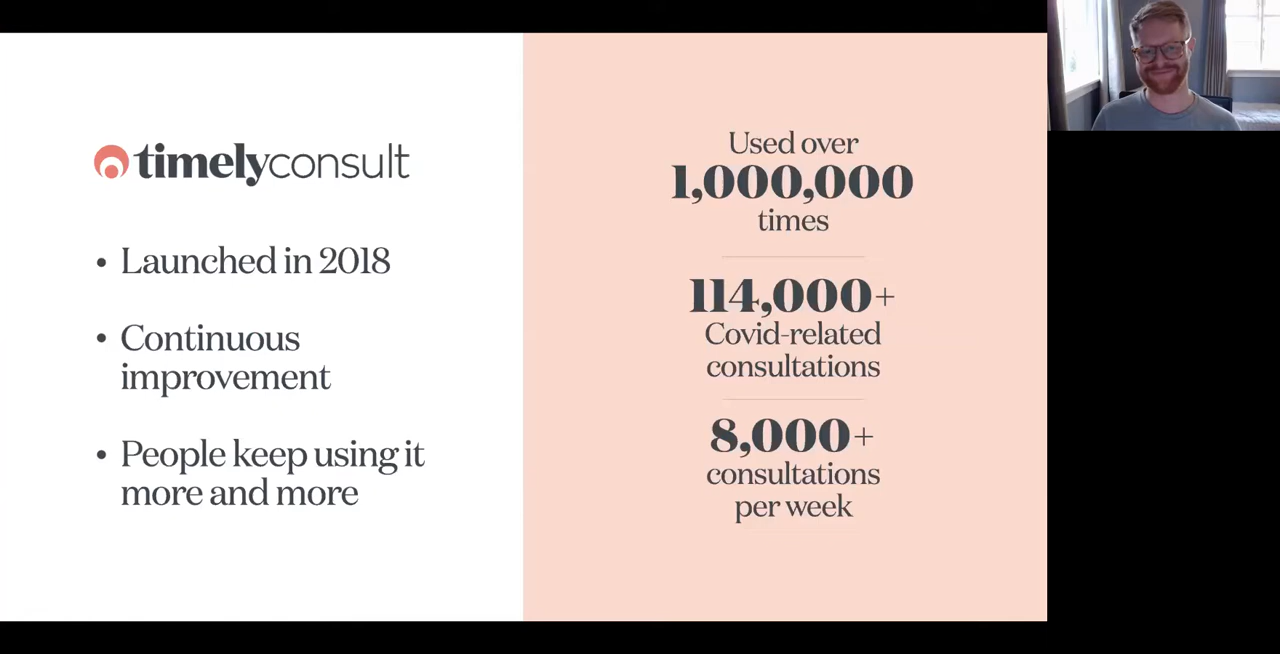 timelyconsult
• Launched in 2018
• Continuous
improvement
• People keep using it
more and more
Used over
1,000,000
times
114,000+
Covid-related
consultations
8,000+
consultations
per week